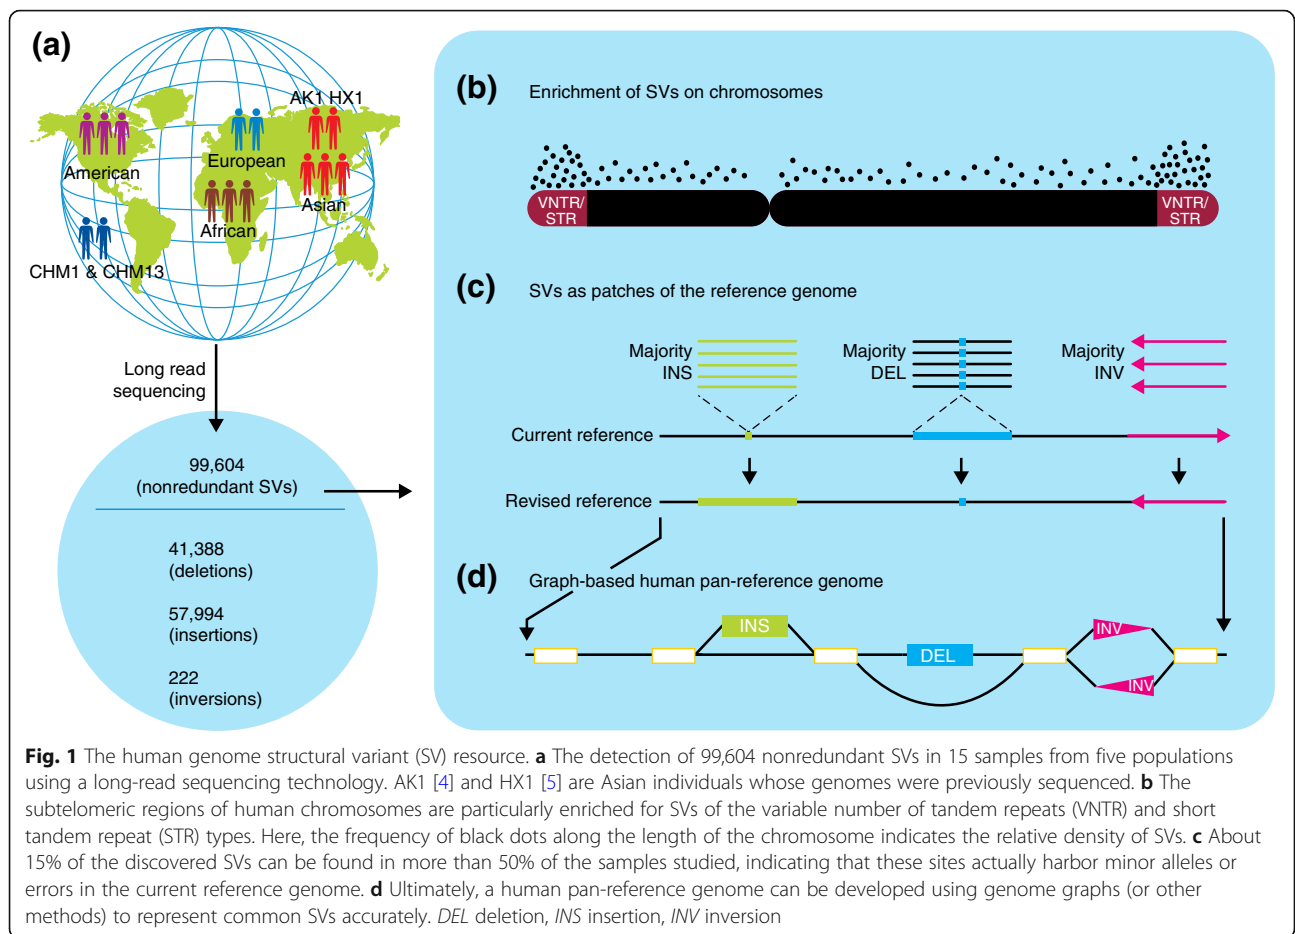 (a)
AK1 HX1
European
American
Asian
African
CHM1 & CHM13
Long read
sequencing
99,604
(nonredundant SVs)
41,388
(deletions)
57,994
(insertions)
222
(inversions)
(b) Enrichment of SVs on chromosomes
VNTR/
STR
VNTR/
STR
(c) SVs as patches of the reference genome
Majority
INS
Majority
DEL
Majority
INV
Current reference
Revised reference
(d) Graph-based human pan-reference genome
INS
DEL
INV
INV
Fig. 1 The human genome structural variant (SV) resource. a The detection of 99,604 nonredundant SVs in 15 samples from five populations
using a long-read sequencing technology. AK1 [4] and HX1 [5] are Asian individuals whose genomes were previously sequenced. b The
subtelomeric regions of human chromosomes are particularly enriched for SVs of the variable number of tandem repeats (VNTR) and short
tandem repeat (STR) types. Here, the frequency of black dots along the length of the chromosome indicates the relative density of SVs. c About
15% of the discovered SVs can be found in more than 50% of the samples studied, indicating that these sites actually harbor minor alleles or
errors in the current reference genome. d Ultimately, a human pan-reference genome can be developed using genome graphs (or other
methods) to represent common SVs accurately. DEL deletion, INS insertion, INV inversion